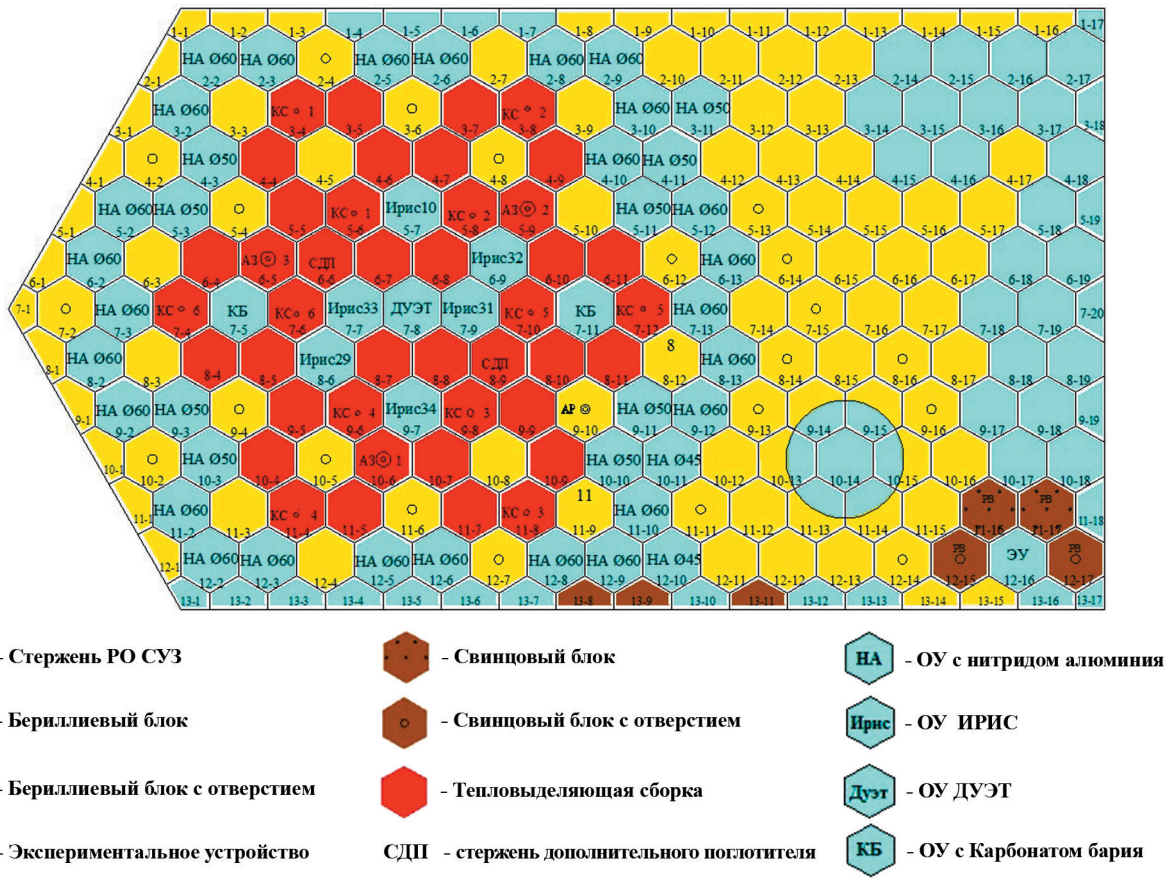 1-1 1-2 1-3 1-4 1-5 1-6 1-7 1-8 1-9 1-10 1-11 1-12 1-13 1-14 1-15 1-16 1-17
НА Ø60 НА Ø60 НА Ø60 НА Ø60 НА Ø60 НА Ø60
2-1 2-2 2-3 2-4 2-5 2-6 2-7 2-8 2-9 2-10 2-11 2-12 2-13 2-14 2-15 2-16 2-17
НА Ø60 КС 1 КС 2 НА Ø60 НА Ø50
3-1 3-2 3-3 3-4 3-5 3-6 3-7 3-8 3-9 3-10 3-11 3-12 3-13 3-14 3-15 3-16 3-17 3-18
НА Ø50 НА Ø60 НА Ø50
4-1 4-2 4-3 4-4 4-5 4-6 4-7 4-8 4-9 4-10 4-11 4-12 4-13 4-14 4-15 4-16 4-17 4-18
НА Ø60 НА Ø50 КС 1 Ирис10 КС 2 АЗ 2 НА Ø50 НА Ø60
5-1 5-2 5-3 5-4 5-5 5-6 5-7 5-8 5-9 5-10 5-11 5-12 5-13 5-14 5-15 5-16 5-17 5-18 5-19
НА Ø60 АЗ 3 СДП Ирис32 НА Ø60
6-1 6-2 6-3 6-4 6-5 6-6 6-7 6-8 6-9 6-10 6-11 6-12 6-13 6-14 6-15 6-16 6-17 6-18 6-19
7-1 НА Ø60 КС 6 КБ КС 6 Ирис33 ДУЭТ Ирис31 КС 5 КБ КС 5 НА Ø60
7-2 7-3 7-4 7-5 7-6 7-7 7-8 7-9 7-10 7-11 7-12 7-13 7-14 7-15 7-16 7-17 7-18 7-19 7-20
НА Ø60 Ирис29 СДП 8 НА Ø60
8-1 8-2 8-3 8-4 8-5 8-6 8-7 8-8 8-9 8-10 8-11 8-12 8-13 8-14 8-15 8-16 8-17 8-18 8-19
НА Ø60 НА Ø50 КС 4 Ирис34 КС 3 АР НА Ø50 НА Ø60
9-1 9-2 9-3 9-4 9-5 9-6 9-7 9-8 9-9 9-10 9-11 9-12 9-13 9-14 9-15 9-16 9-17 9-18 9-19
НА Ø50 АЗ 1 НА Ø50 НА Ø45
10-1 10-2 10-3 10-4 10-5 10-6 10-7 10-8 10-9 10-10 10-11 10-12 10-13 10-14 10-15 10-16 10-17 10-18
НА Ø60 КС 4 КС 3 11 НА Ø60 РВ РВ
11-1 11-2 11-3 11-4 11-5 11-6 11-7 11-8 11-9 11-10 11-11 11-12 11-13 11-14 11-15 11-16 11-17 11-18
НА Ø60 НА Ø60 НА Ø60 НА Ø60 НА Ø60 НА Ø60 НА Ø45 РВ ЭУ РВ
12-1 12-2 12-3 12-4 12-5 12-6 12-7 12-8 12-9 12-10 12-11 12-12 12-13 12-14 12-15 12-16 12-17
13-1 13-2 13-3 13-4 13-5 13-6 13-7 13-8 13-9 13-10 13-11 13-12 13-13 13-14 13-15 13-16 13-17
- Стержень РО СУЗ
- Бериллиевый блок
- Бериллиевый блок с отверстием
- Экспериментальное устройство
- Свинцовый блок
- Свинцовый блок с отверстием
- Тепловыделяющая сборка
СДП - стержень дополнительного поглотителя
НА - ОУ с нитридом алюминия
Ирис - ОУ ИРИС
Дуэт - ОУ ДУЭТ
КБ - ОУ с Карбонатом бария